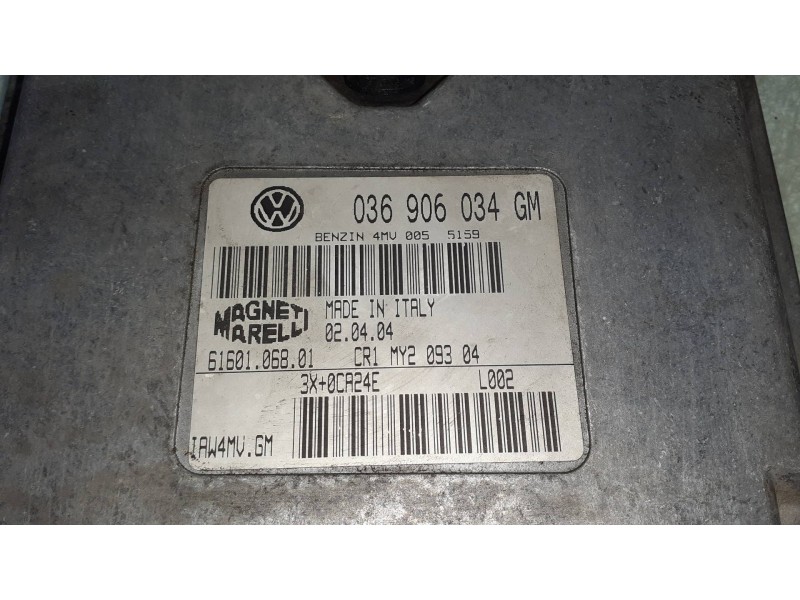 036 906 034 GM
BENZIN 4MV 005 5159
MAGNETI MARELLI
MADE IN ITALY
02.04.04
61601.068.01 CR1 MY2 093 04
3X+0CA24E L002
IAW4MV.GM